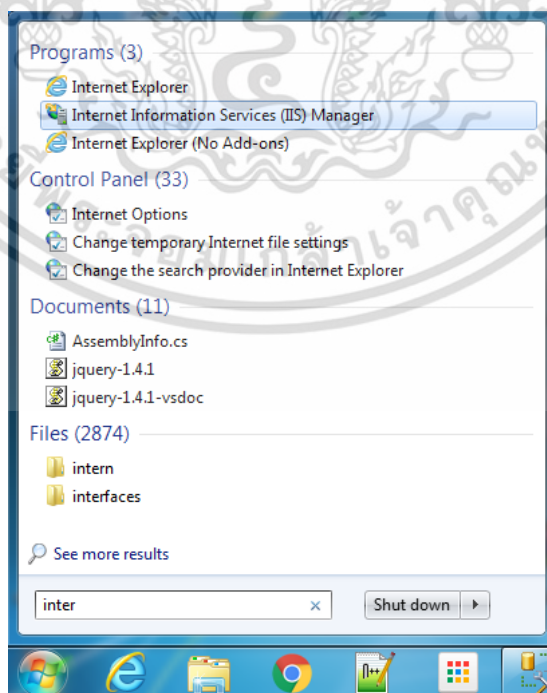 Programs (3)
Internet Explorer
Internet Information Services (IIS) Manager
Internet Explorer (No Add-ons)
Control Panel (33)
Internet Options
Change temporary Internet file settings
Change the search provider in Internet Explorer
Documents (11)
AssemblyInfo.cs
jquery-1.4.1
jquery-1.4.1-vsdoc
Files (2874)
intern
interfaces
See more results
inter
Shut down